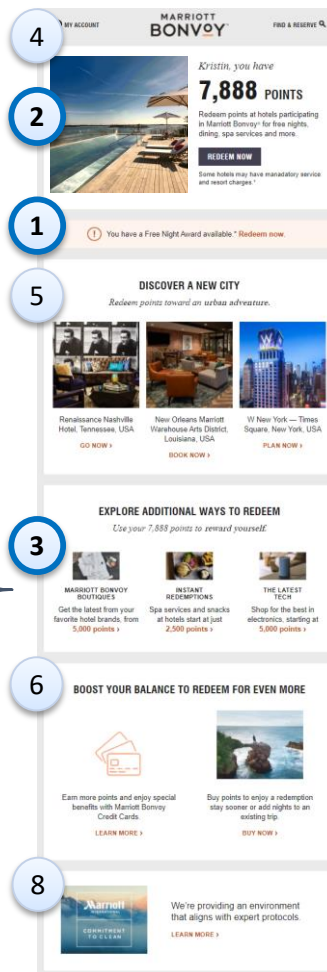 4
MY ACCOUNT
MARRIOTT
BONVOY
FIND & RESERVE
2
Kristin, you have
7,888 POINTS
Redeem points at hotels participating
in Marriott Bonvoy® for free nights,
dining, spa services and more.
REDEEM NOW
Some hotels may have manadatory service
and resort charges.*
1
You have a Free Night Award available.* Redeem now.
5
DISCOVER A NEW CITY
Redeem points toward an urban adventure.
Renaissance Nashville
Hotel, Tennessee, USA
GO NOW ›
New Orleans Marriott
Warehouse Arts District,
Louisiana, USA
BOOK NOW ›
W New York — Times
Square, New York, USA
PLAN NOW ›
EXPLORE ADDITIONAL WAYS TO REDEEM
Use your 7,888 points to reward yourself.
3
MARRIOTT BONVOY
BOUTIQUES
Get the latest from your
favorite hotel brands, from
5,000 points ›
INSTANT
REDEMPTIONS
Spa services and snacks
at hotels start at just
2,500 points ›
THE LATEST
TECH
Shop for the best in
electronics, starting at
5,000 points ›
6
BOOST YOUR BALANCE TO REDEEM FOR EVEN MORE
Earn more points and enjoy special
benefits with Marriott Bonvoy
Credit Cards.
LEARN MORE ›
Buy points to enjoy a redemption
stay sooner or add nights to an
existing trip.
BUY NOW ›
8
Marriott
COMMITMENT
TO CLEAN
We're providing an environment
that aligns with expert protocols.
LEARN MORE ›